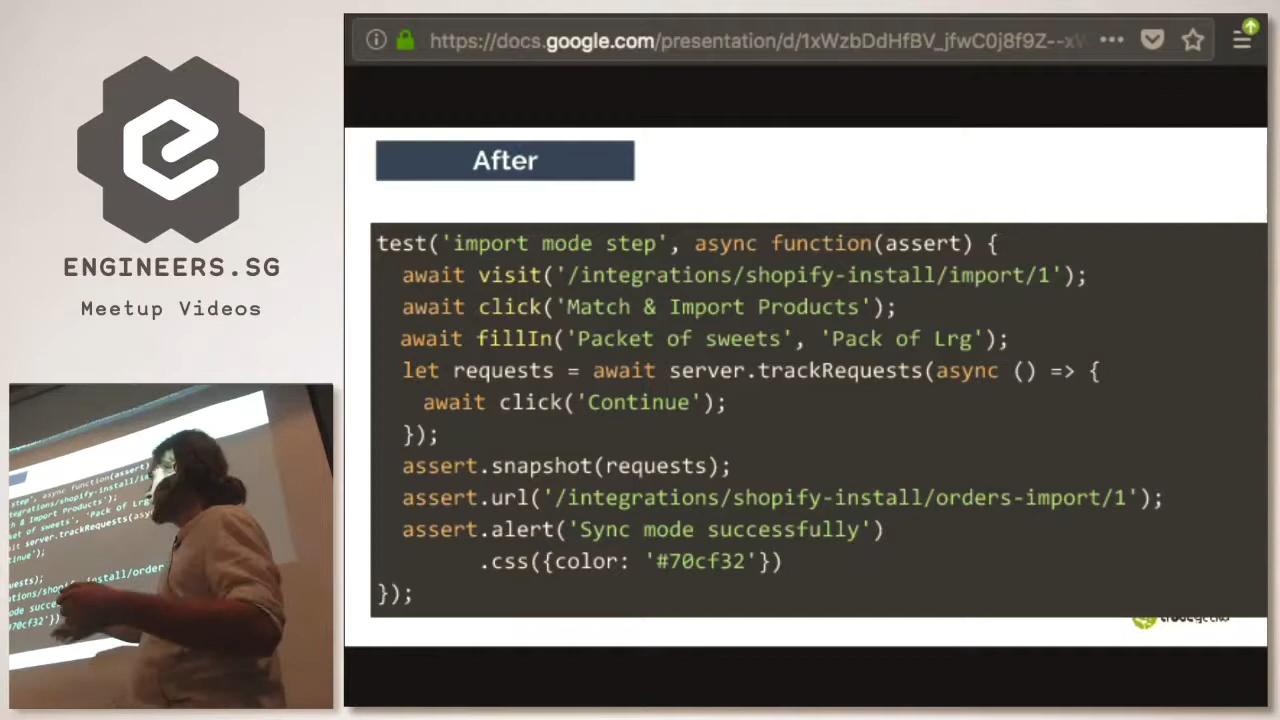 ENGINEERS.SG
Meetup Videos
https://docs.google.com/presentation/d/1xWzbDdHfBV_jfwC0j8f9Z--xW
After
test('import mode step', async function(assert) {
await visit('/integrations/shopify-install/import/1');
await click('Match & Import Products');
await fillIn('Packet of sweets', 'Pack of Lrg');
let requests = await server.trackRequests(async () => {
await click('Continue');
});
assert.snapshot(requests);
assert.url('/integrations/shopify-install/orders-import/1');
assert.alert('Sync mode successfully')
.css({color: '#70cf32'})
});